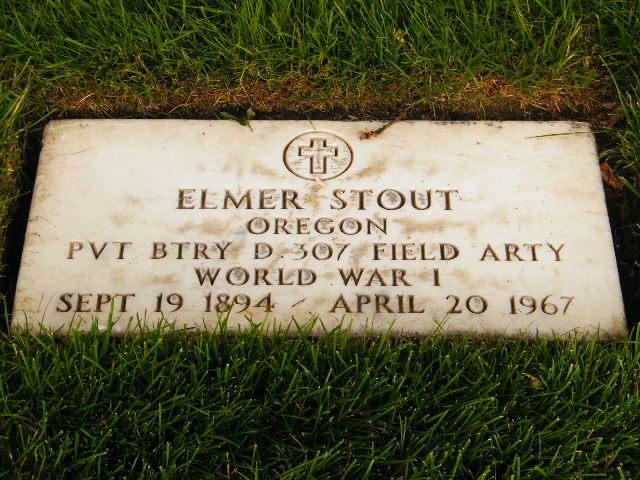 ELMER STOUT
OREGON
PVT BTRY D 307 FIELD ARTY
WORLD WAR I
SEPT 19 1894 APRIL 20 1967